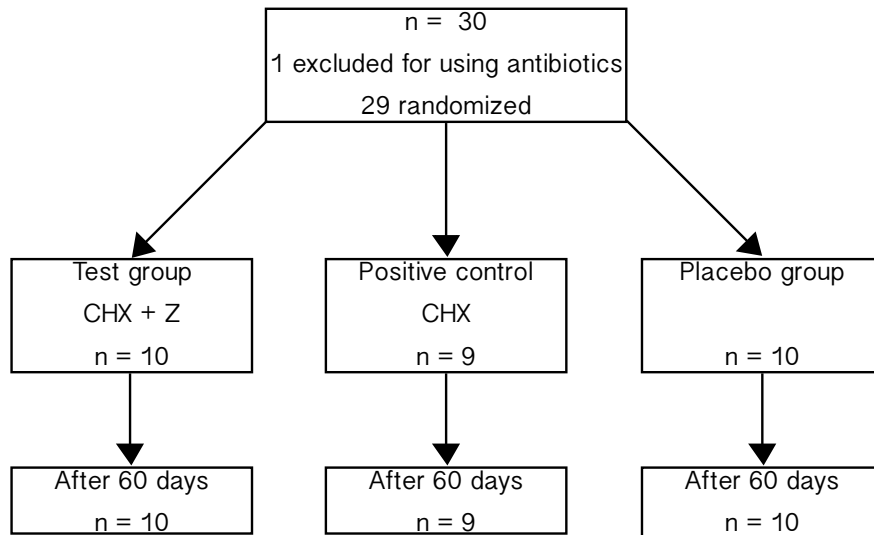 n = 30
1 excluded for using antibiotics
29 randomized
Test group
CHX + Z
n = 10
Positive control
CHX
n = 9
Placebo group
n = 10
After 60 days
n = 10
After 60 days
n = 9
After 60 days
n = 10